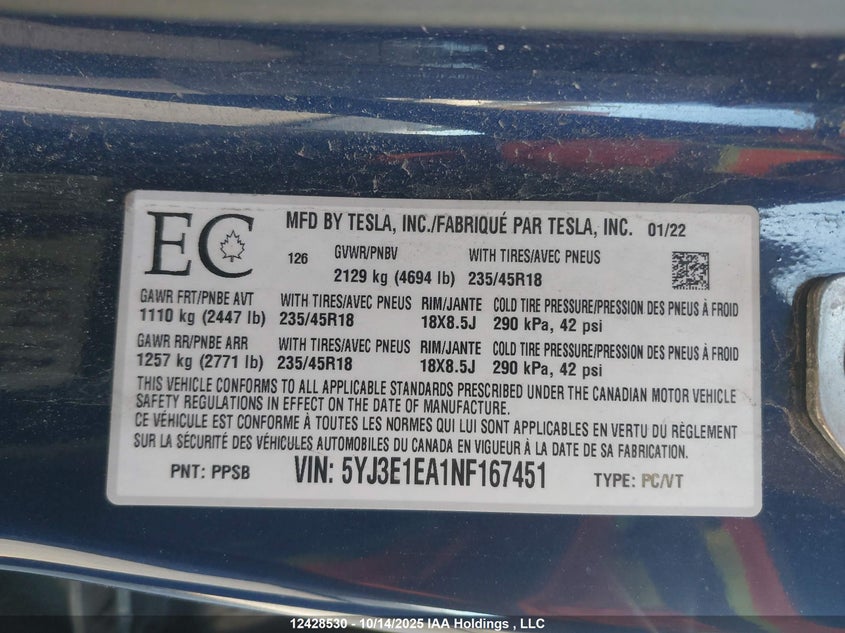 EC
MFD BY TESLA, INC./FABRIQUÉ PAR TESLA, INC. 01/22
126 GVWR/PNBV WITH TIRES/AVEC PNEUS
2129 kg (4694 lb) 235/45R18
GAWR FRT/PNBE AVT WITH TIRES/AVEC PNEUS RIM/JANTE COLD TIRE PRESSURE/PRESSION DES PNEUS À FROID
1110 kg (2447 lb) 235/45R18 18X8.5J 290 kPa, 42 psi
GAWR RR/PNBE ARR WITH TIRES/AVEC PNEUS RIM/JANTE COLD TIRE PRESSURE/PRESSION DES PNEUS À FROID
1257 kg (2771 lb) 235/45R18 18X8.5J 290 kPa, 42 psi
THIS VEHICLE CONFORMS TO ALL APPLICABLE STANDARDS PRESCRIBED UNDER THE CANADIAN MOTOR VEHICLE
SAFETY REGULATIONS IN EFFECT ON THE DATE OF MANUFACTURE.
CE VÉHICULE EST CONFORME À TOUTES LES NORMES QUI LUI SONT APPLICABLES EN VERTU DU RÈGLEMENT
SUR LA SÉCURITÉ DES VÉHICULES AUTOMOBILES DU CANADA EN VIGUEUR À LA DATE DE SA FABRICATION.
PNT: PPSB VIN: 5YJ3E1EA1NF167451 TYPE: PC/VT
12428530 - 10/14/2025 IAA Holdings , LLC